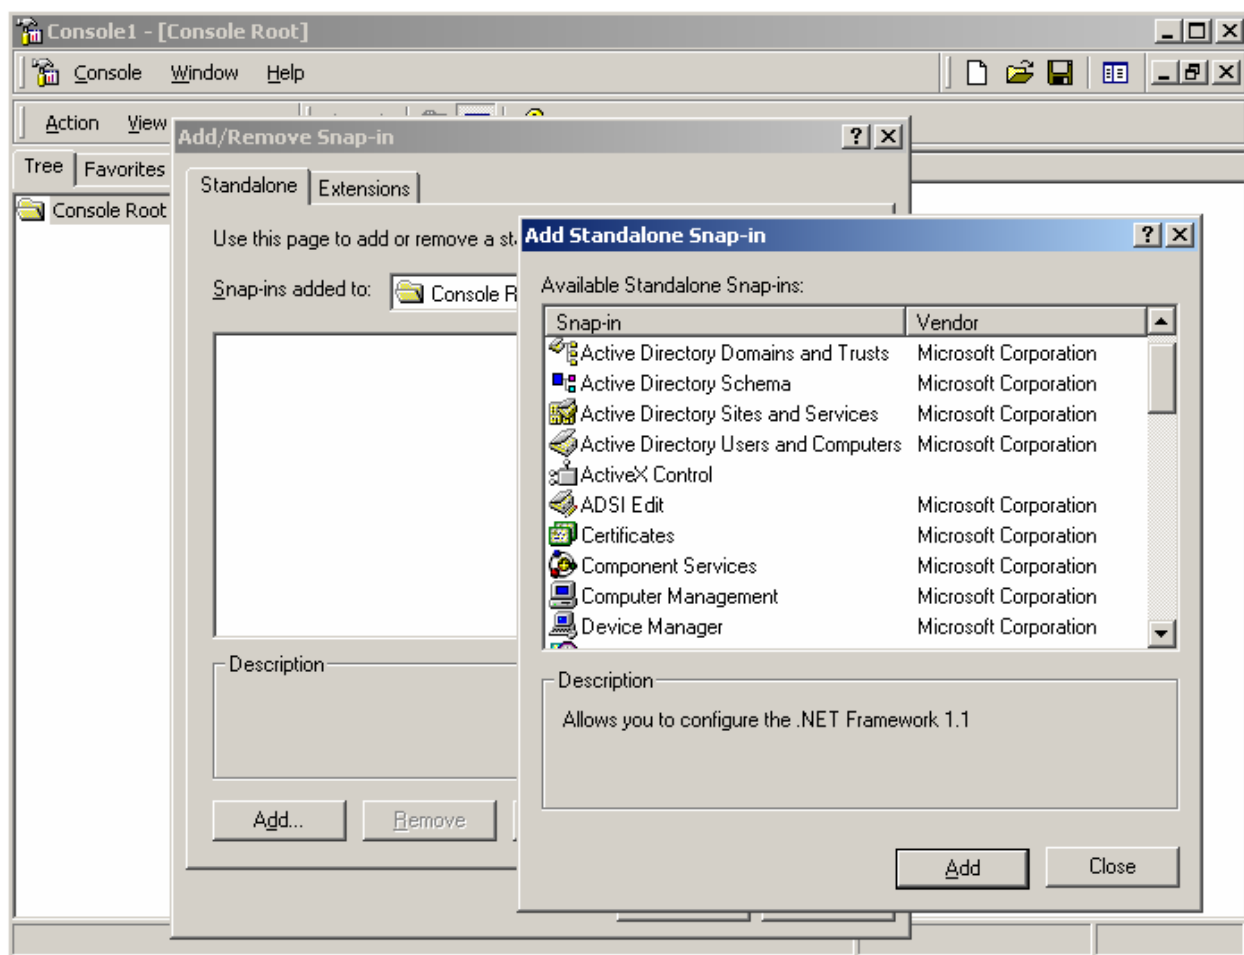 Console1 - [Console Root]
Console Window Help
Action View
Tree Favorites
Console Root
Add/Remove Snap-in
Standalone Extensions
Use this page to add or remove a
Snap-ins added to: Console
Description
Add... Remove
Add Standalone Snap-in
Available Standalone Snap-ins:
Snap-in Vendor
Active Directory Domains and Trusts Microsoft Corporation
Active Directory Schema Microsoft Corporation
Active Directory Sites and Services Microsoft Corporation
Active Directory Users and Computers Microsoft Corporation
ActiveX Control
ADSI Edit Microsoft Corporation
Certificates Microsoft Corporation
Component Services Microsoft Corporation
Computer Management Microsoft Corporation
Device Manager Microsoft Corporation
Description
Allows you to configure the .NET Framework 1.1
Add Close